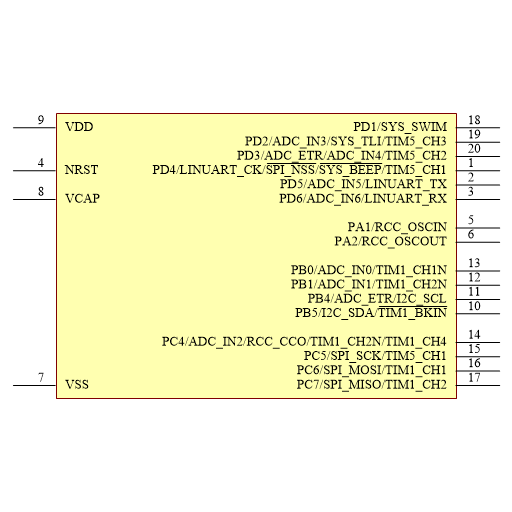 9 VDD PD1/SYS_SWIM 18
PD2/ADC_IN3/SYS_TLI/TIM5_CH3 19
PD3/ADC_ETR/ADC_IN4/TIM5_CH2 20
4 NRST PD4/LINUART_CK/SPI_NSS/SYS_BEEP/TIM5_CH1 1
PD5/ADC_IN5/LINUART_TX 2
8 VCAP PD6/ADC_IN6/LINUART_RX 3
PA1/RCC_OSCIN 5
PA2/RCC_OSCOUT 6
PB0/ADC_IN0/TIM1_CH1N 13
PB1/ADC_IN1/TIM1_CH2N 12
PB4/ADC_ETR/I2C_SCL 11
PB5/I2C_SDA/TIM1_BKIN 10
PC4/ADC_IN2/RCC_CCO/TIM1_CH2N/TIM1_CH4 14
PC5/SPI_SCK/TIM5_CH1 15
PC6/SPI_MOSI/TIM1_CH1 16
7 VSS PC7/SPI_MISO/TIM1_CH2 17